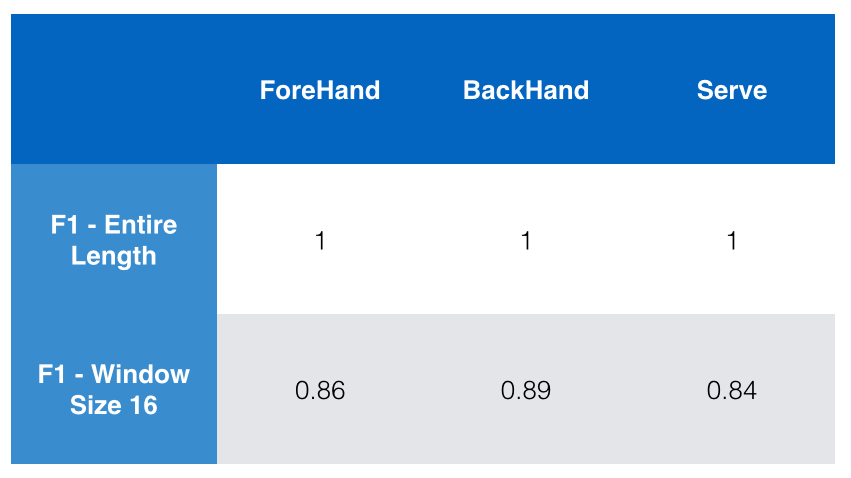 ForeHand BackHand Serve
F1 - Entire
Length
1 1 1
F1 - Window
Size 16
0.86 0.89 0.84